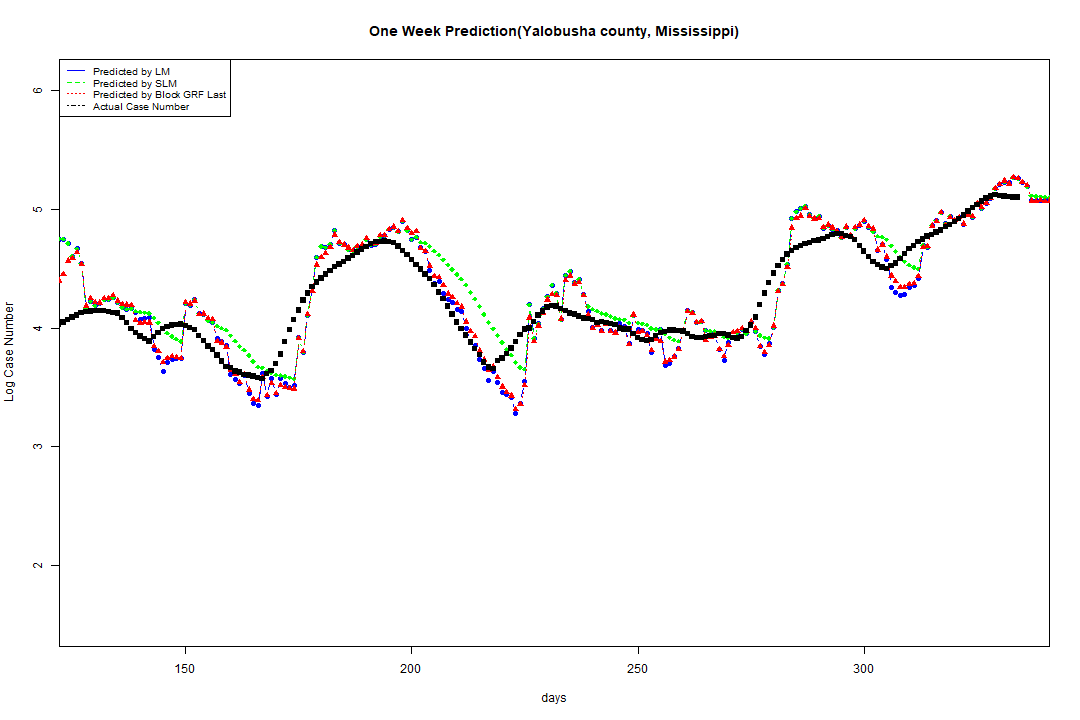 One Week Prediction(Yalobusha county, Mississippi)
Predicted by LM
Predicted by SLM
Predicted by Block GRF Last
Actual Case Number
6
5
4
3
2
Log Case Number
150
200
250
300
days